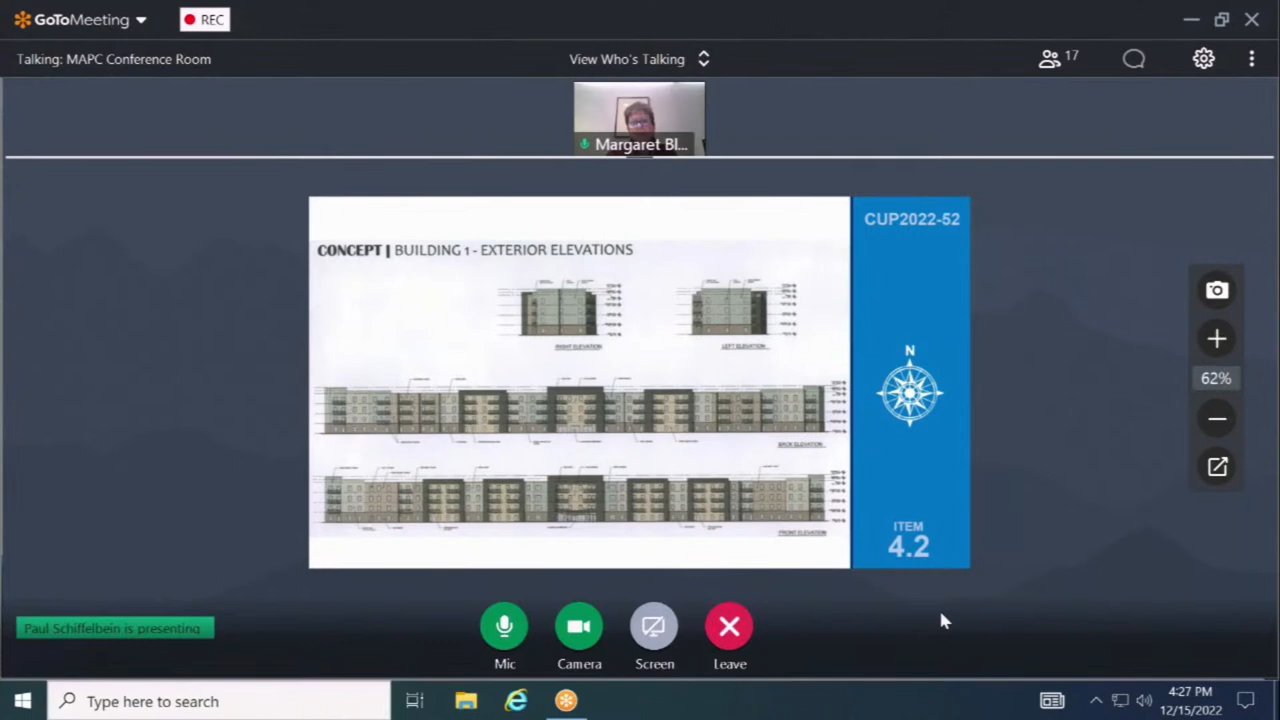 GoToMeeting
REC
Talking: MAPC Conference Room
View Who's Talking
17
Margaret Bl...
CUP2022-52
CONCEPT | BUILDING 1 - EXTERIOR ELEVATIONS
RIGHT ELEVATION
LEFT ELEVATION
N
62%
BACK ELEVATION
FRONT ELEVATION
ITEM
4.2
Paul Schiffelbein is presenting
Mic
Camera
Screen
Leave
Type here to search
4:27 PM
12/15/2022